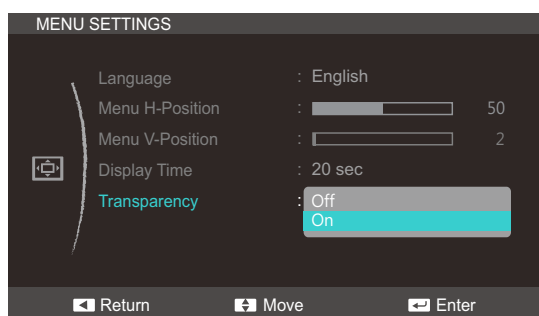 MENU SETTINGS
Language : English
Menu H-Position : 50
Menu V-Position : 2
Display Time : 20 sec
Transparency : Off
On
Return Move Enter